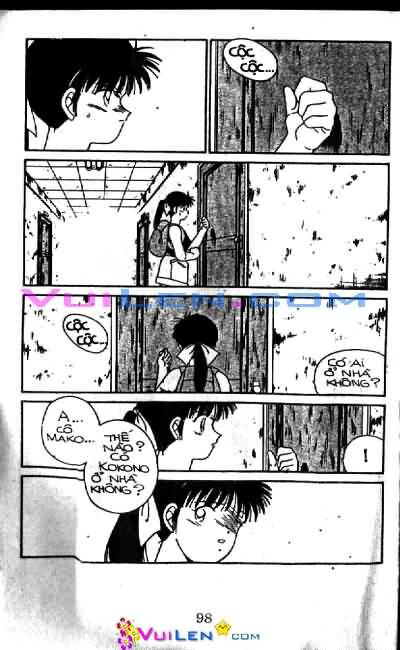 CỘC
CỘC...
VUILEN.COM
CỘC
CỘC...
CÓ AI
Ở NHÀ
KHÔNG?
A...
CÔ
MAKO...
THẾ
NÀO?
CÓ
KOKONO
Ở NHÀ
KHÔNG?
!
98
VUILEN.COM